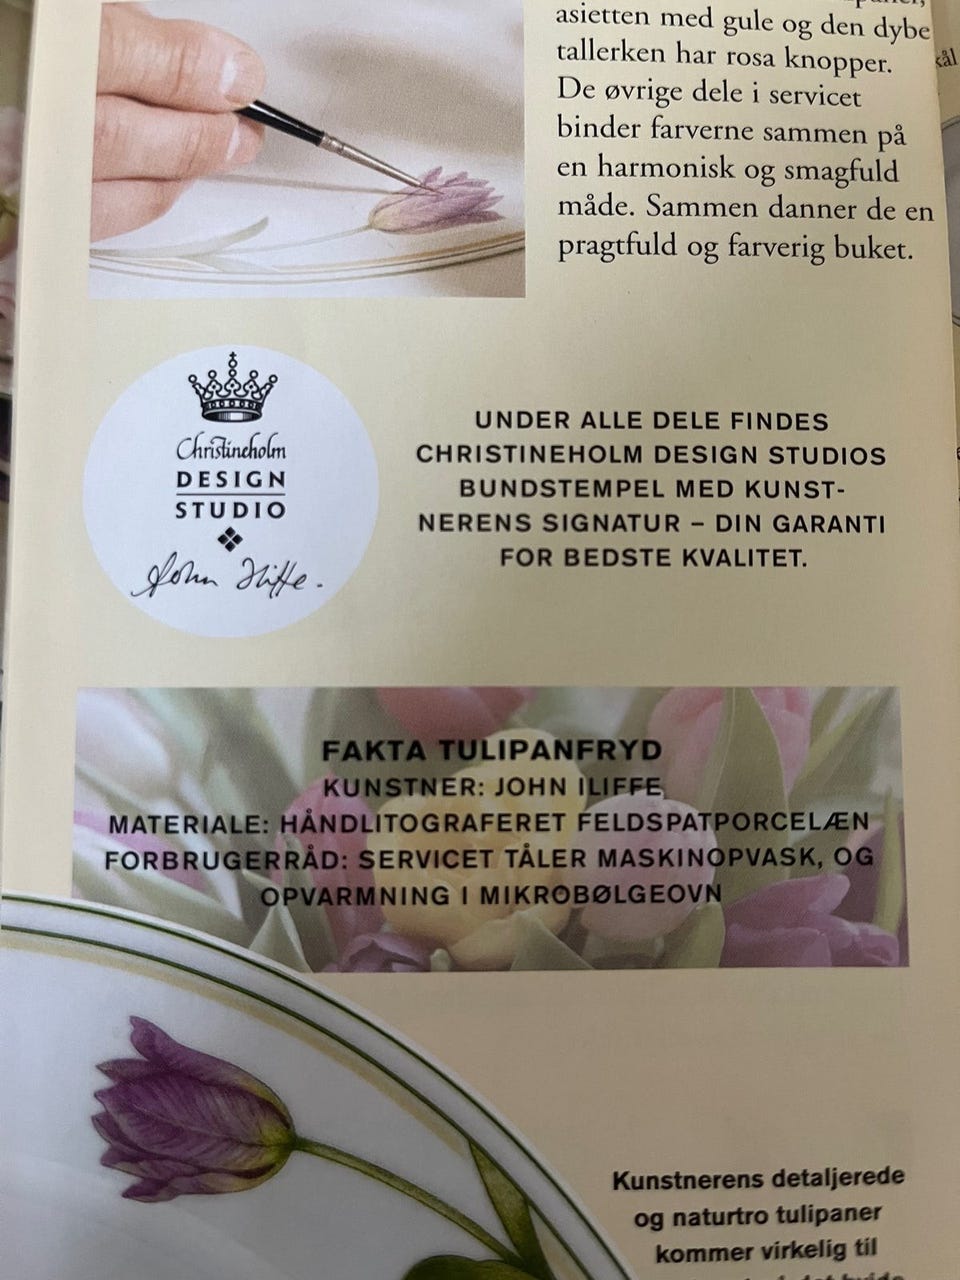 asietten med gule og den dybe
tallerken har rosa knopper.
De øvrige dele i servicet
binder farverne sammen på
en harmonisk og smagfuld
måde. Sammen danner de en
pragtfuld og farverig buket.
Christineholm
DESIGN
STUDIO
John Iliffe.
UNDER ALLE DELE FINDES
CHRISTINEHOLM DESIGN STUDIOS
BUNDSTEMPEL MED KUNST-
NERENS SIGNATUR – DIN GARANTI
FOR BEDSTE KVALITET.
FAKTA TULIPANFRYD
KUNSTNER: JOHN ILIFFE
MATERIALE: HÅNDLITOGRAFERET FELDSPATPORCELÆN
FORBRUGERRÅD: SERVICET TÅLER MASKINOPVASK, OG
OPVARMNING I MIKROBØLGEOVN
Kunstnerens detaljerede
og naturtro tulipaner
kommer virkelig til